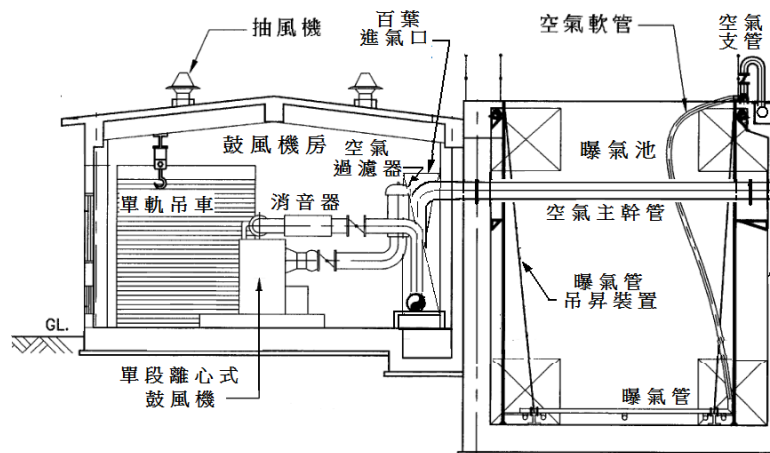 抽風機
百葉
進氣口
空氣軟管
空氣
支管
鼓風機房
空氣
過濾器
曝氣池
單軌吊車
消音器
空氣主幹管
曝氣管
吊昇裝置
GL.
單段離心式
鼓風機
曝氣管